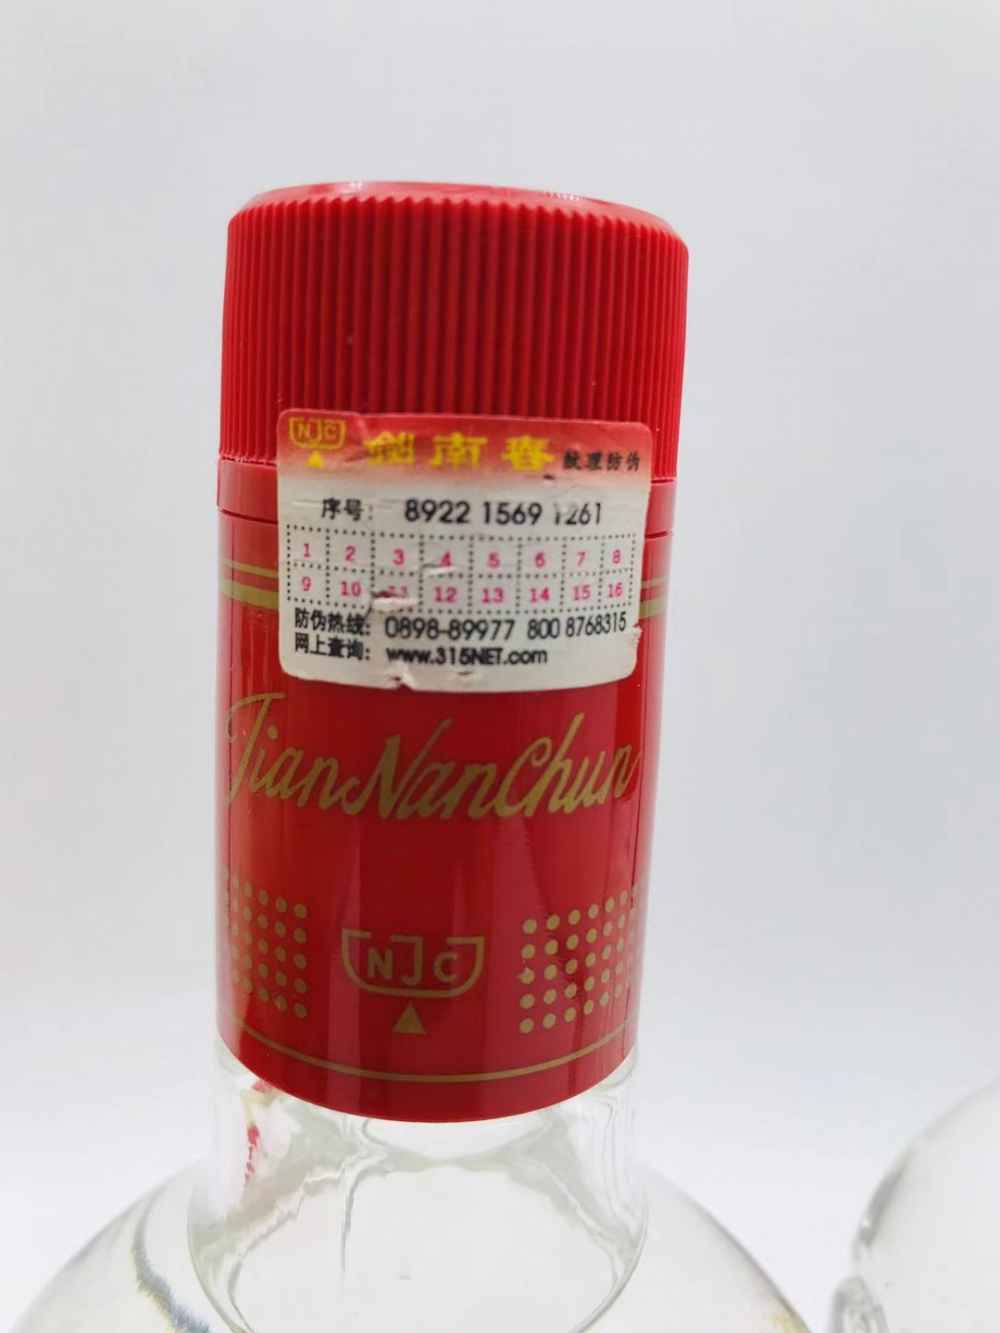 NJC 剑南春 纹理防伪
序号: 8922 1569 1261
1 2 3 4 5 6 7 8
9 10 11 12 13 14 15 16
防伪热线: 0898-89977 800 8768315
网上查询: www.315NET.com
JianNanChun
NJC